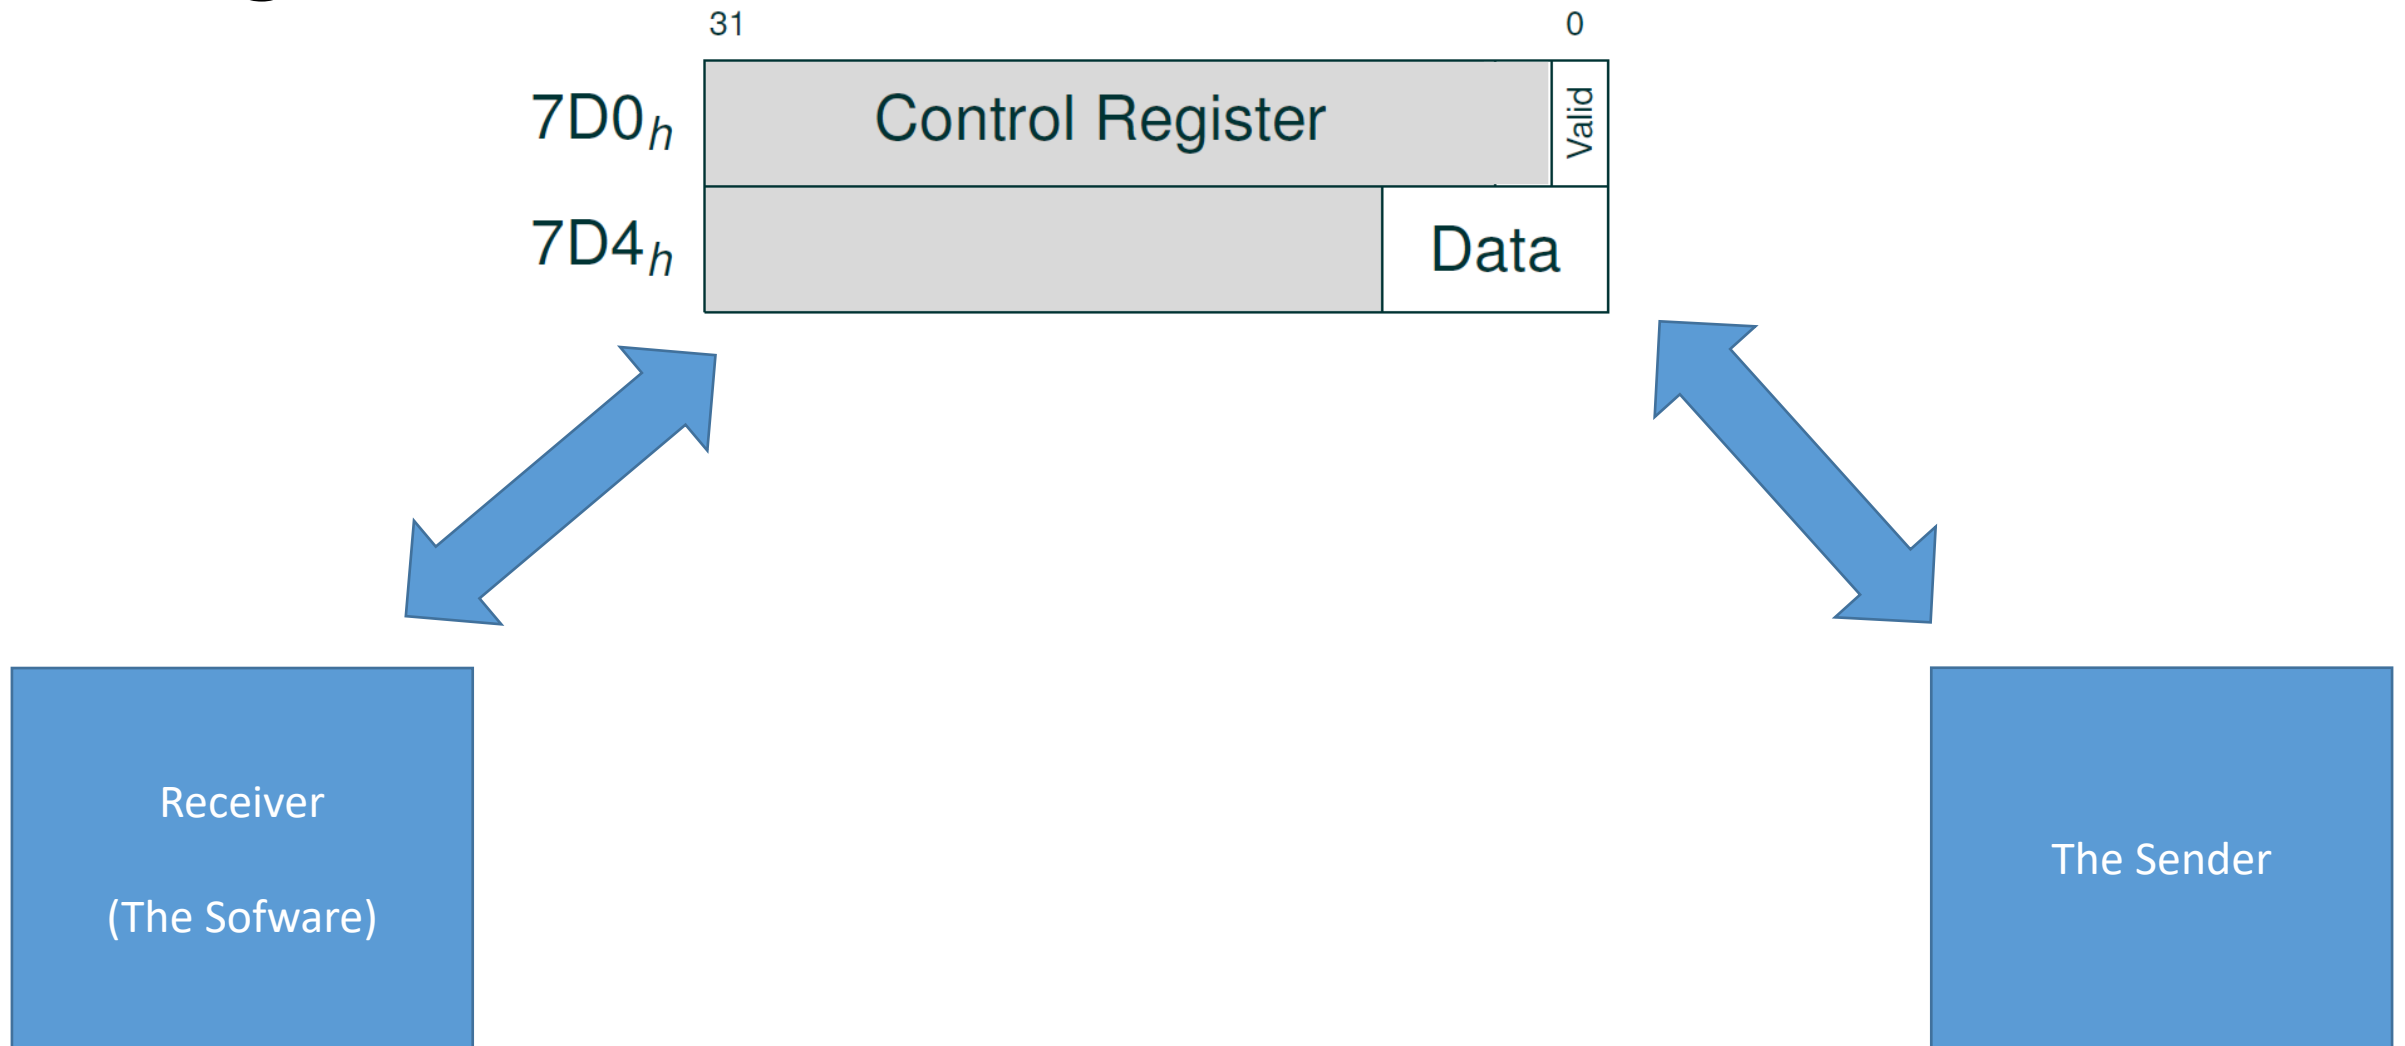 31 0
7D0h Control Register Valid
7D4h Data
Receiver
(The Sofware)
The Sender